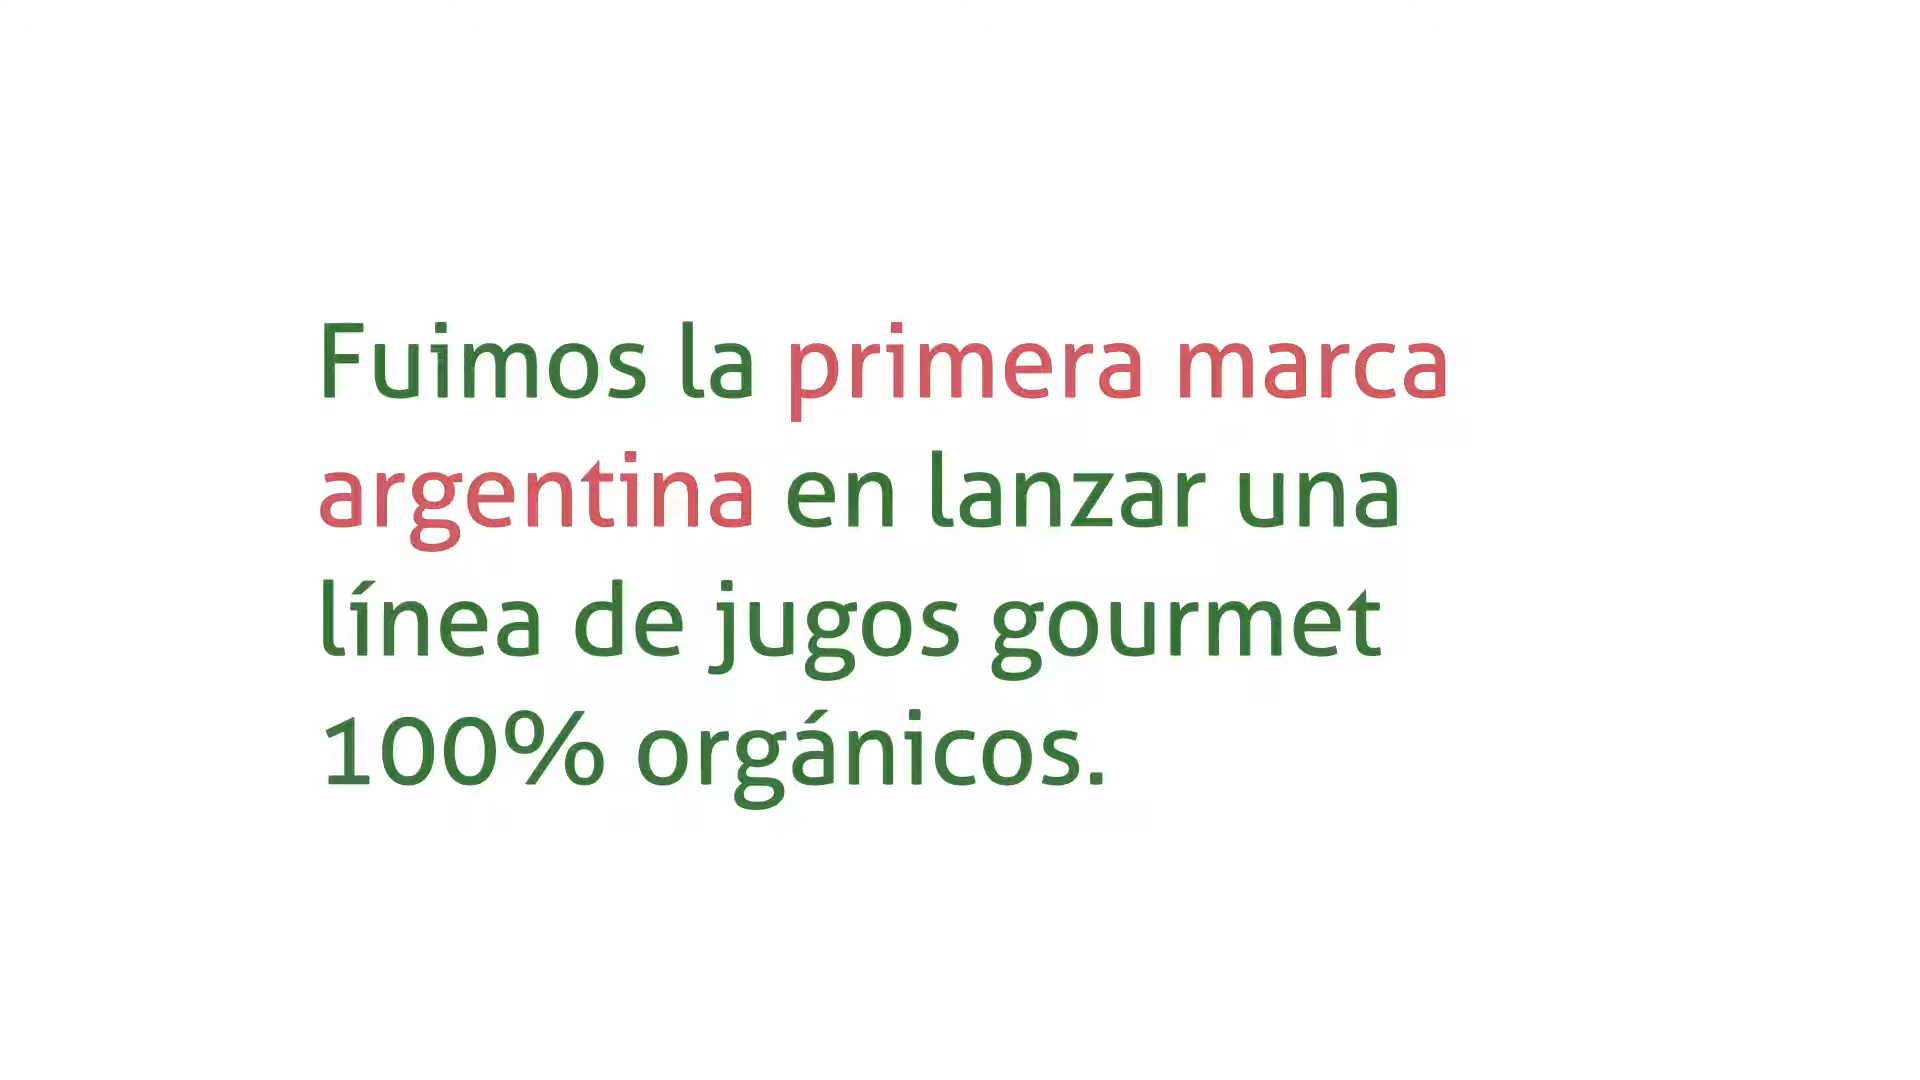 Fuimos la primera marca
argentina en lanzar una
línea de jugos gourmet
100% orgánicos.